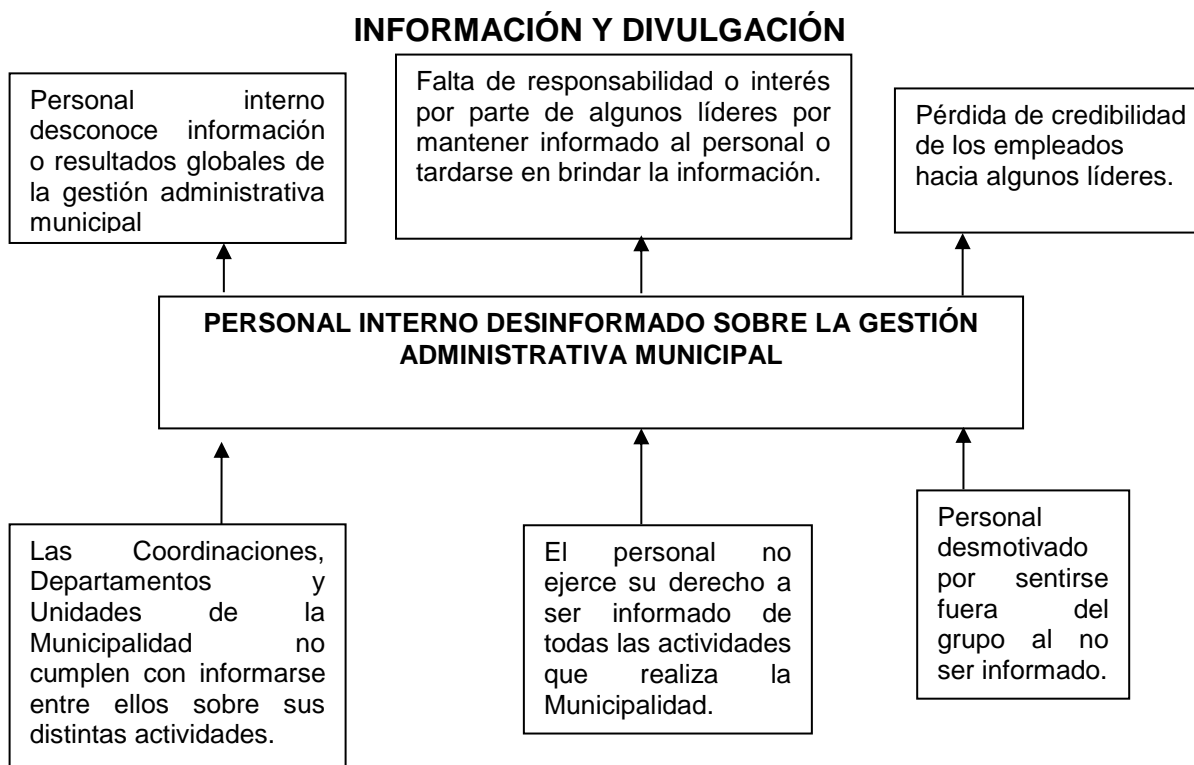 INFORMACIÓN Y DIVULGACIÓN
Personal interno
desconoce información
o resultados globales de
la gestión administrativa
municipal
Falta de responsabilidad o interés
por parte de algunos líderes por
mantener informado al personal o
tardarse en brindar la información.
Pérdida de credibilidad
de los empleados
hacia algunos líderes.
PERSONAL INTERNO DESINFORMADO SOBRE LA GESTIÓN
ADMINISTRATIVA MUNICIPAL
Las Coordinaciones,
Departamentos y
Unidades de la
Municipalidad no
cumplen con informarse
entre ellos sobre sus
distintas actividades.
El personal no
ejerce su derecho a
ser informado de
todas las actividades
que realiza la
Municipalidad.
Personal
desmotivado
por sentirse
fuera del
grupo al no
ser informado.